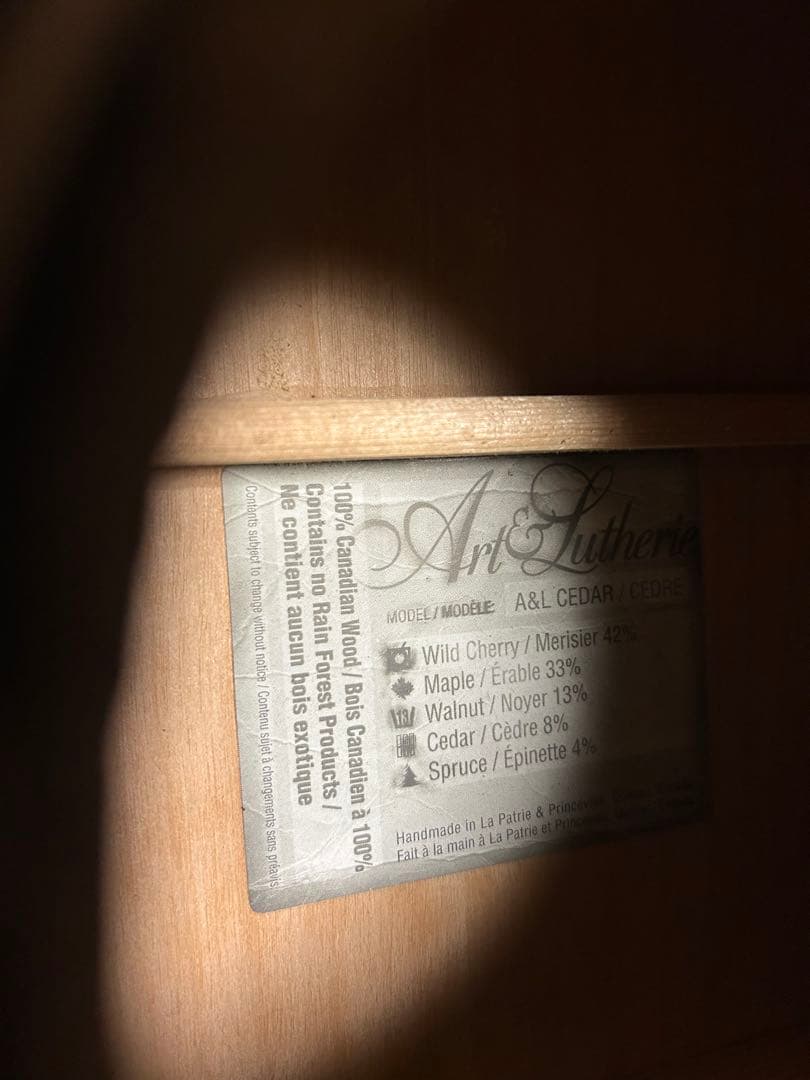 Art & Lutherie
MODEL / MODÈLE: A&L CEDAR / CÈDRE
Wild Cherry / Merisier 42%
Maple / Érable 33%
Walnut / Noyer 13%
Cedar / Cèdre 8%
Spruce / Épinette 4%
Handmade in La Patrie &
Fait à la main à La Patrie et
100% Canadian Wood / Bois Canadien à 100%
Contains no Rain Forest Products /
Ne contient aucun bois exotique
Contants subject to change without notice / Contenu sujet à changements sans préavis